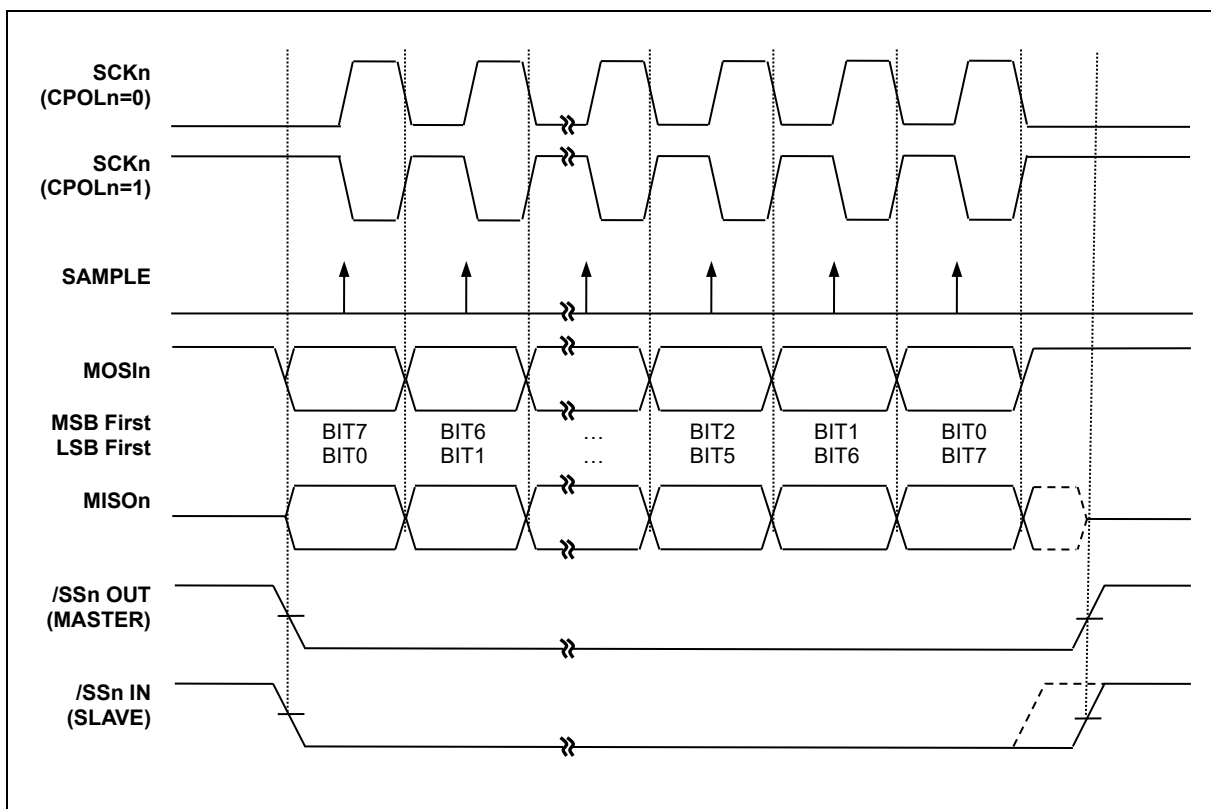 SCKn
(CPOLn=0)
SCKn
(CPOLn=1)
SAMPLE
MOSIn
MSB First
LSB First
BIT7 BIT6 … BIT2 BIT1 BIT0
BIT0 BIT1 … BIT5 BIT6 BIT7
MISOn
/SSn OUT
(MASTER)
/SSn IN
(SLAVE)